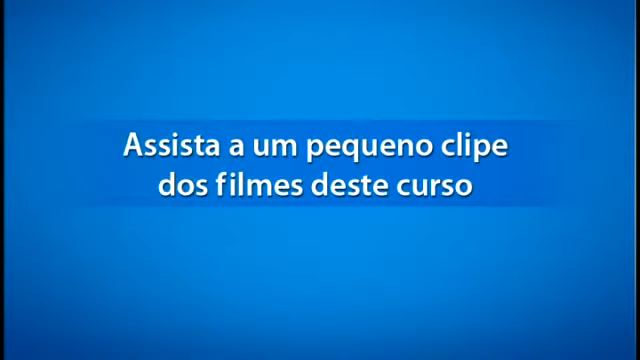 Assista a um pequeno clipe
dos filmes deste curso